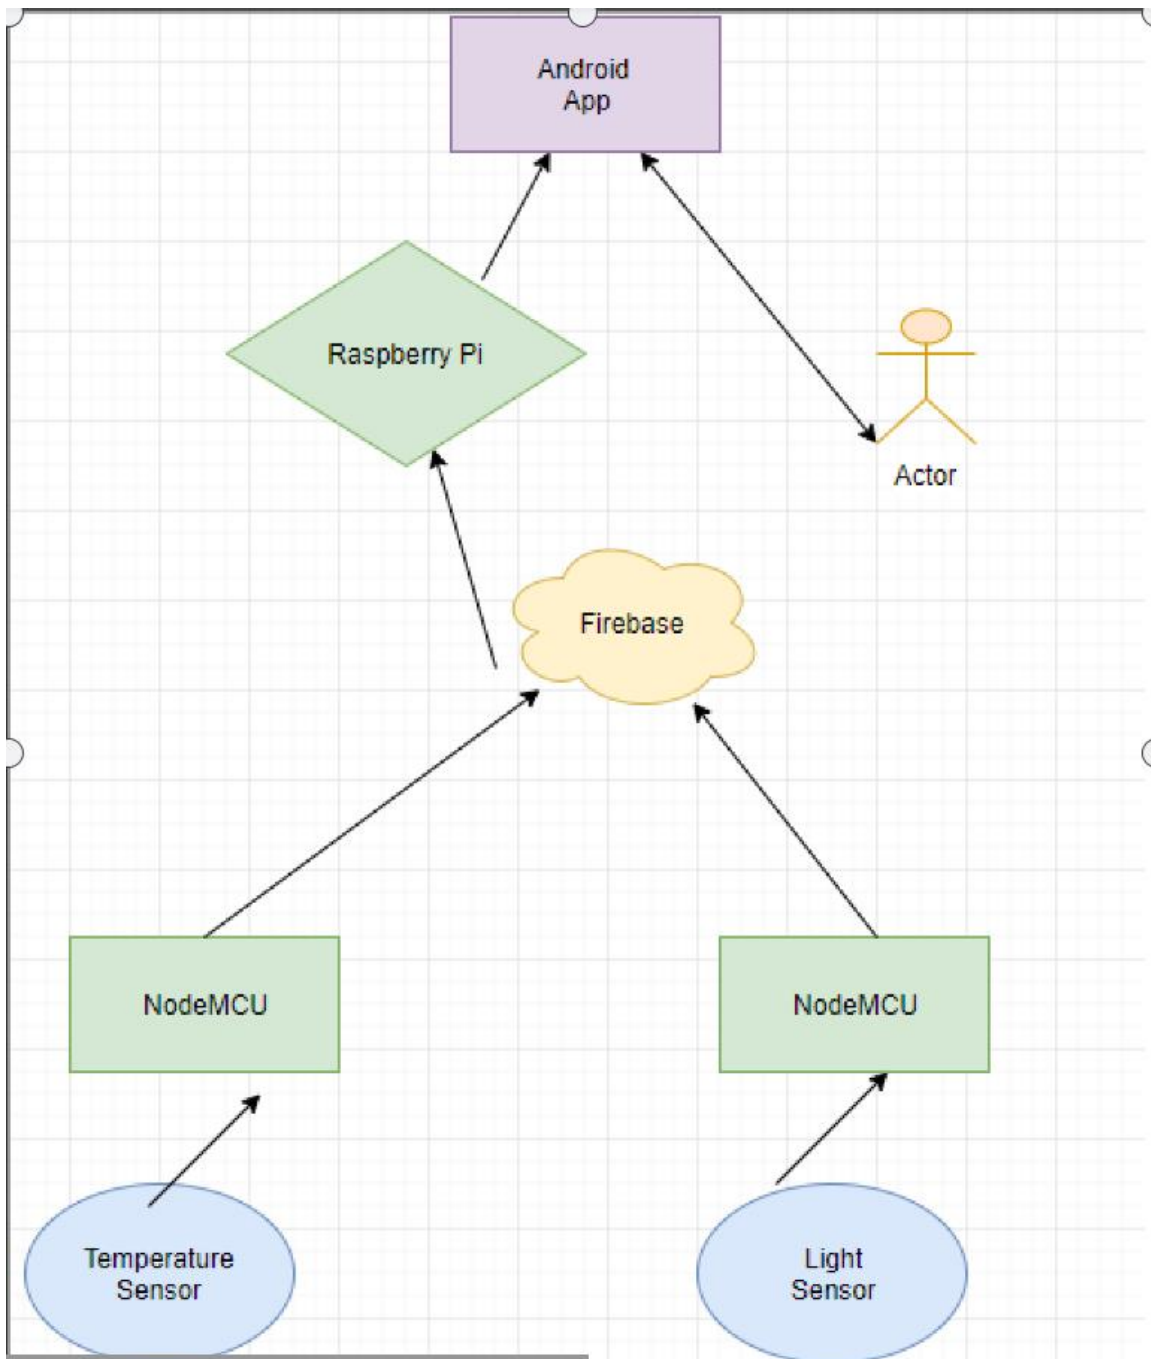 Android
App
Raspberry Pi
Actor
Firebase
NodeMCU
NodeMCU
Temperature
Sensor
Light
Sensor